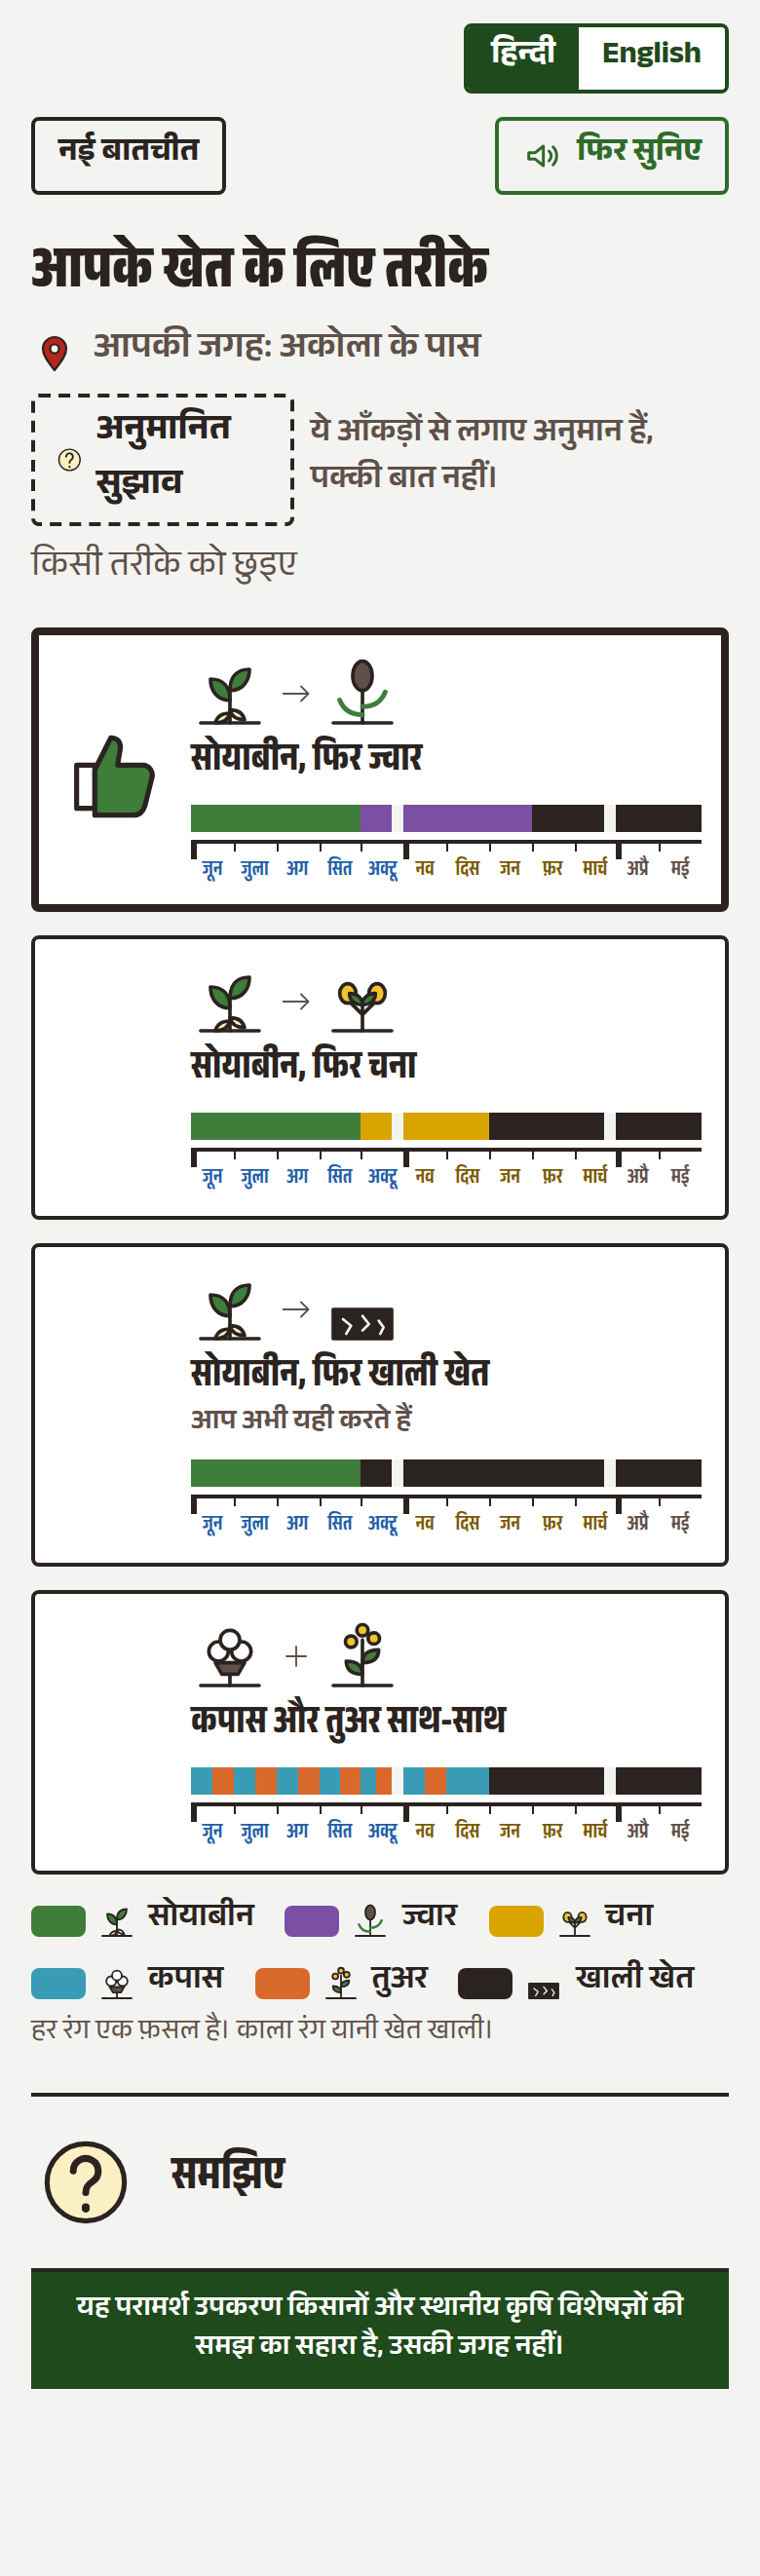 हिन्दी English
नई बातचीत फिर सुनिए
आपके खेत के लिए तरीके
आपकी जगह: अकोला के पास
अनुमानित
सुझाव
ये आँकड़ों से लगाए अनुमान हैं,
पक्की बात नहीं।
किसी तरीके को छुइए
सोयाबीन, फिर ज्वार
जून जुला अग सित अक्टू नव दिस जन फ़र मार्च अप्रै मई
सोयाबीन, फिर चना
जून जुला अग सित अक्टू नव दिस जन फ़र मार्च अप्रै मई
सोयाबीन, फिर खाली खेत
आप अभी यही करते हैं
जून जुला अग सित अक्टू नव दिस जन फ़र मार्च अप्रै मई
कपास और तुअर साथ-साथ
जून जुला अग सित अक्टू नव दिस जन फ़र मार्च अप्रै मई
सोयाबीन ज्वार चना
कपास तुअर खाली खेत
हर रंग एक फ़सल है। काला रंग यानी खेत खाली।
समझिए
यह परामर्श उपकरण किसानों और स्थानीय कृषि विशेषज्ञों की
समझ का सहारा है, उसकी जगह नहीं।